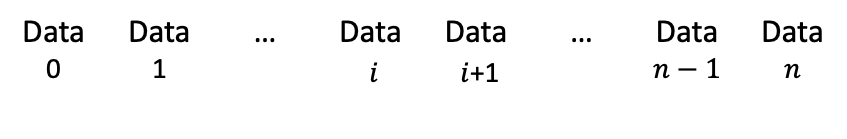 Data Data ... Data Data ... Data Data
0 1 i i+1 n − 1 n